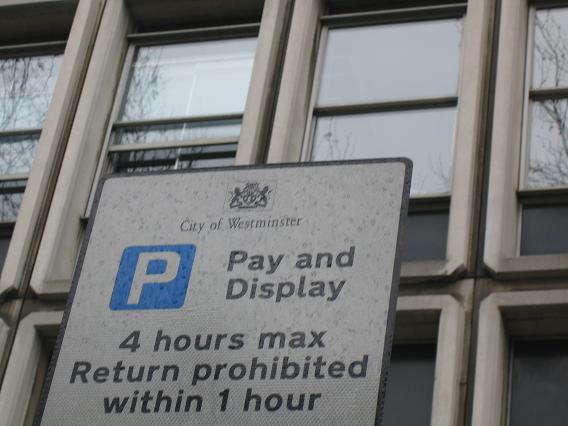 City of Westminster
P
Pay and
Display
4 hours max
Return prohibited
within 1 hour